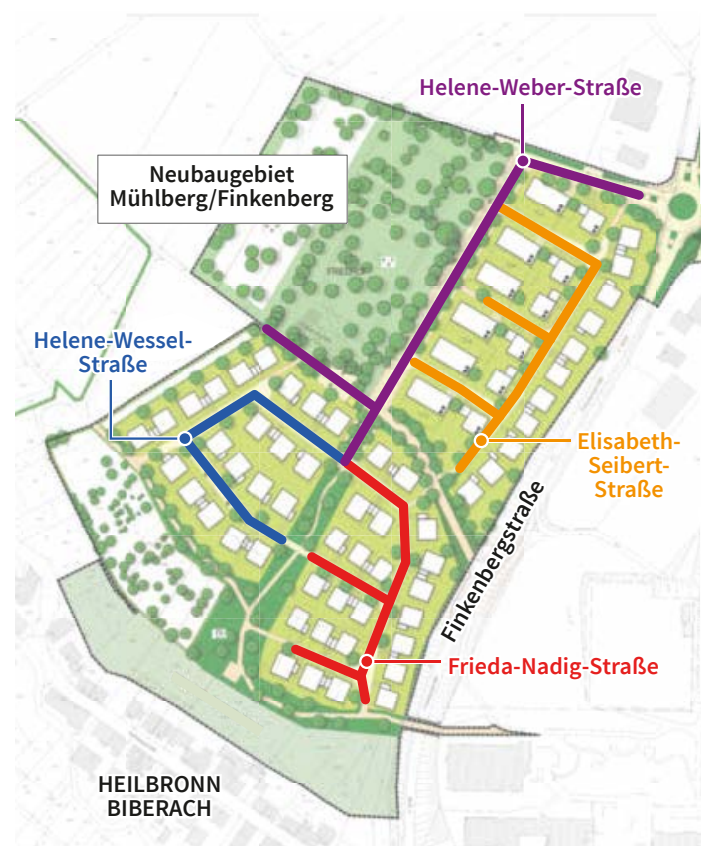 Helene-Weber-Straße
Neubaugebiet
Mühlberg/Finkenberg
Helene-Wessel-
Straße
Elisabeth-
Seibert-
Straße
Finkenbergstraße
Frieda-Nadig-Straße
HEILBRONN
BIBERACH